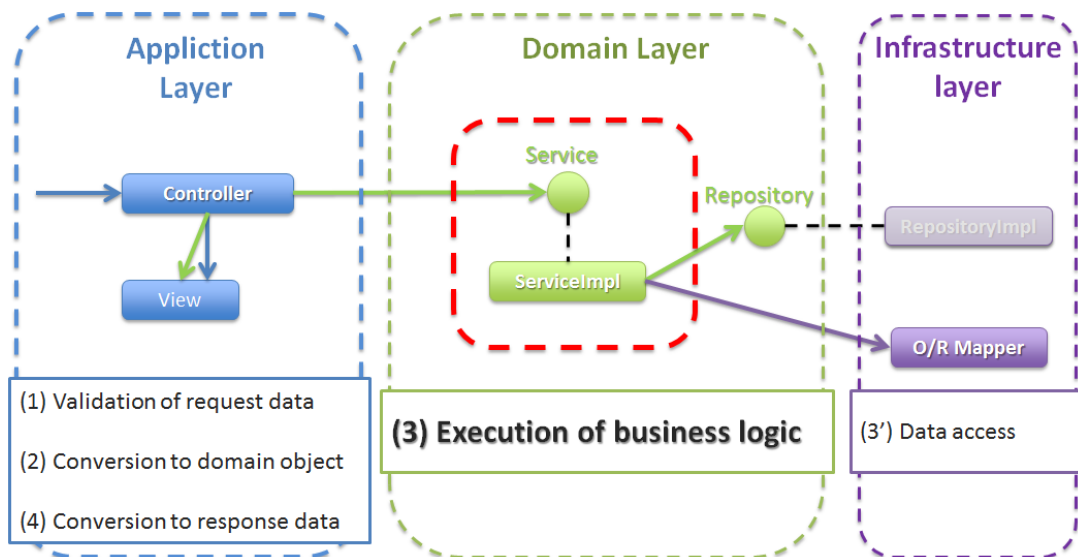 Appliction
Layer
Domain Layer
Infrastructure
layer
Service
Controller
Repository
RepositoryImpl
ServiceImpl
View
O/R Mapper
(1) Validation of request data
(2) Conversion to domain object
(4) Conversion to response data
(3) Execution of business logic
(3’) Data access